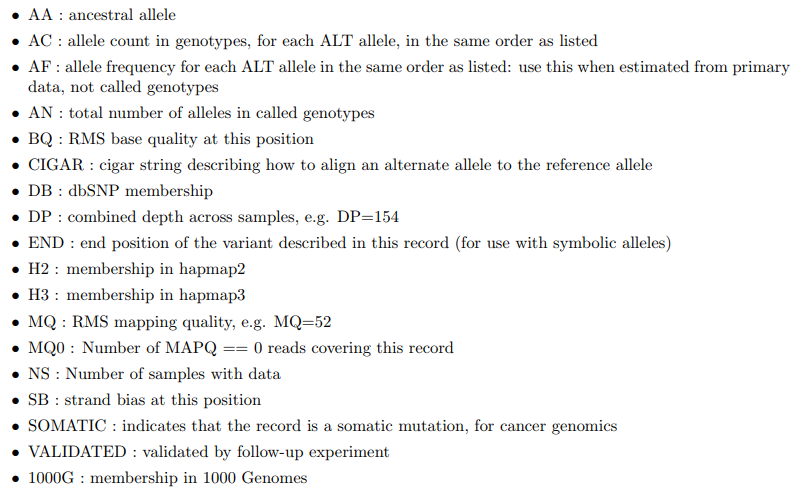 • AA : ancestral allele
• AC : allele count in genotypes, for each ALT allele, in the same order as listed
• AF : allele frequency for each ALT allele in the same order as listed: use this when estimated from primary
data, not called genotypes
• AN : total number of alleles in called genotypes
• BQ : RMS base quality at this position
• CIGAR : cigar string describing how to align an alternate allele to the reference allele
• DB : dbSNP membership
• DP : combined depth across samples, e.g. DP=154
• END : end position of the variant described in this record (for use with symbolic alleles)
• H2 : membership in hapmap2
• H3 : membership in hapmap3
• MQ : RMS mapping quality, e.g. MQ=52
• MQ0 : Number of MAPQ == 0 reads covering this record
• NS : Number of samples with data
• SB : strand bias at this position
• SOMATIC : indicates that the record is a somatic mutation, for cancer genomics
• VALIDATED : validated by follow-up experiment
• 1000G : membership in 1000 Genomes